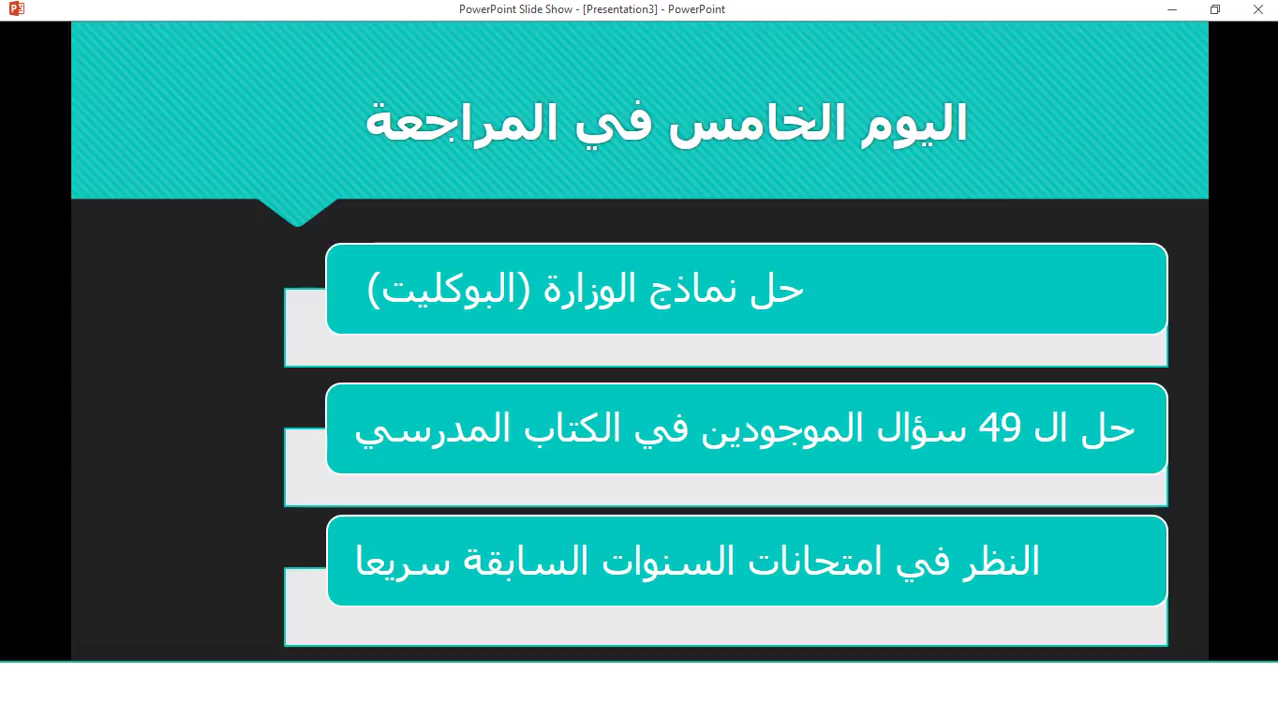 PowerPoint Slide Show - [Presentation3] - PowerPoint
اليوم الخامس في المراجعة
حل نماذج الوزارة (البوكليت)
حل ال 49 سؤال الموجودين في الكتاب المدرسي
النظر في امتحانات السنوات السابقة سريعا